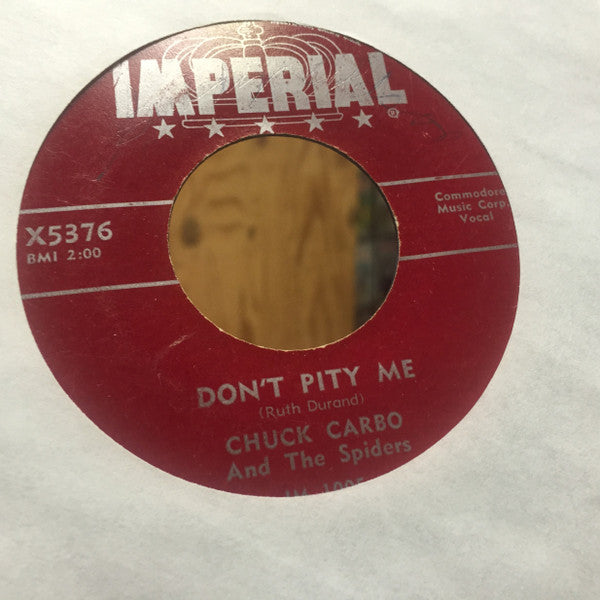 IMPERIAL
®
X5376
BMI 2:00
Commodore
Music Corp.
Vocal
DON'T PITY ME
(Ruth Durand)
CHUCK CARBO
And The Spiders